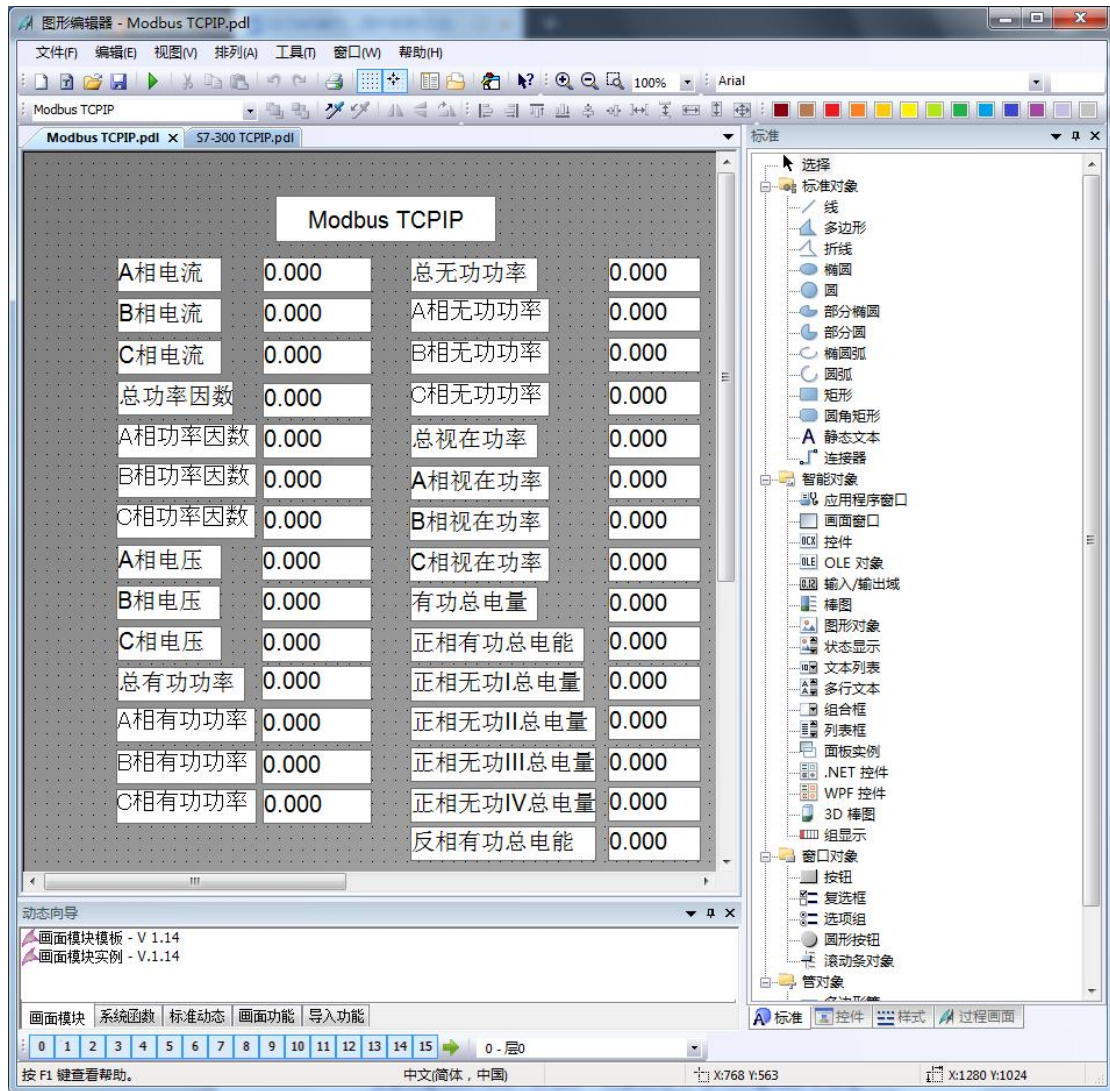 图形编辑器 - Modbus TCPIP.pdl
文件(F) 编辑(E) 视图(V) 排列(A) 工具(T) 窗口(W) 帮助(H)
100% Arial
Modbus TCPIP
Modbus TCPIP.pdl X S7-300 TCPIP.pdl
Modbus TCPIP
A相电流 0.000 总无功功率 0.000
B相电流 0.000 A相无功功率 0.000
C相电流 0.000 B相无功功率 0.000
总功率因数 0.000 C相无功功率 0.000
A相功率因数 0.000 总视在功率 0.000
B相功率因数 0.000 A相视在功率 0.000
C相功率因数 0.000 B相视在功率 0.000
A相电压 0.000 C相视在功率 0.000
B相电压 0.000 有功总电量 0.000
C相电压 0.000 正相有功总电能 0.000
总有功功率 0.000 正相无功I总电量 0.000
A相有功功率 0.000 正相无功II总电量 0.000
B相有功功率 0.000 正相无功III总电量 0.000
C相有功功率 0.000 正相无功IV总电量 0.000
反相有功总电能 0.000
标准
选择
标准对象
线
多边形
折线
椭圆
圆
部分椭圆
部分圆
椭圆弧
圆弧
矩形
圆角矩形
A 静态文本
连接器
智能对象
应用程序窗口
画面窗口
OCX 控件
OLE OLE 对象
0.12 输入/输出域
棒图
图形对象
状态显示
文本列表
多行文本
组合框
列表框
面板实例
.NET 控件
WPF 控件
3D 棒图
组显示
窗口对象
按钮
复选框
选项组
圆形按钮
滚动条对象
管对象
多边形管
标准 控件 样式 过程画面
动态向导
画面模块模板 - V 1.14
画面模块实例 - V.1.14
画面模块 系统函数 标准动态 画面功能 导入功能
0 1 2 3 4 5 6 7 8 9 10 11 12 13 14 15 0 - 层0
按 F1 键查看帮助。 中文(简体，中国) X:768 Y:563 X:1280 Y:1024